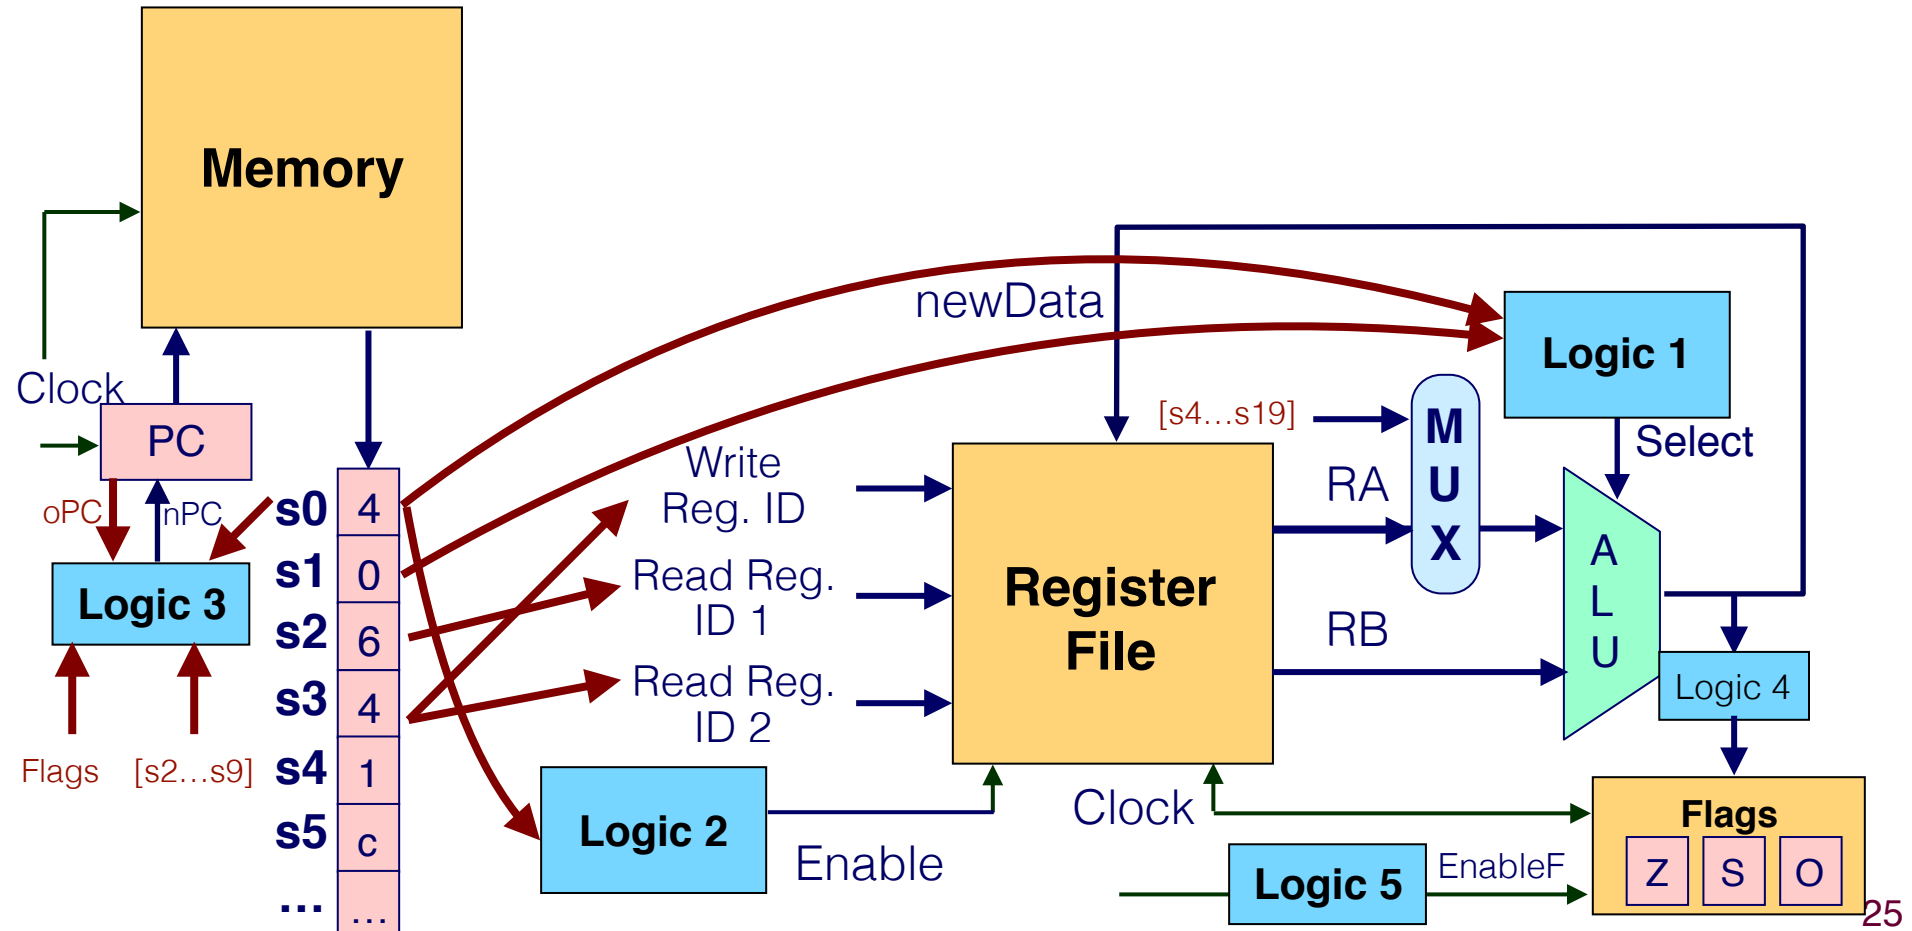 Memory
Clock
PC
oPC
nPC
Logic 3
Flags
[s2...s9]
s0 4
s1 0
s2 6
s3 4
s4 1
s5 c
... ...
Write
Reg. ID
Read Reg.
ID 1
Read Reg.
ID 2
Logic 2
Enable
newData
Register
File
Clock
[s4...s19]
RA
RB
M
U
X
Logic 1
Select
A
L
U
Logic 4
Flags
Z S O
Logic 5
EnableF
25